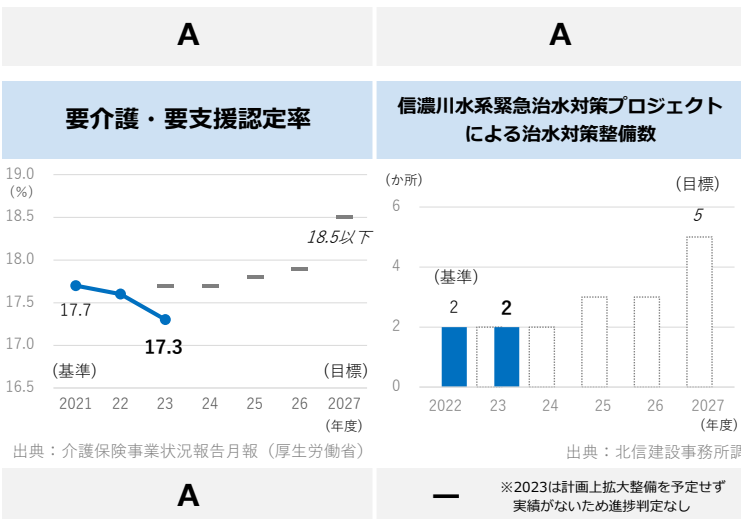 A
A
要介護・要支援認定率
19.0
(%)
18.5
18.0
17.5
17.0
16.5
18.5以下
17.7
17.3
(基準)
(目標)
2021 22 23 24 25 26 2027
(年度)
出典：介護保険事業状況報告月報（厚生労働省）
信濃川水系緊急治水対策プロジェクト
による治水対策整備数
(か所)
6
4
2
0
(目標)
5
(基準)
2
2
2022 23 24 25 26 2027
(年度)
出典：北信建設事務所調
A
ー
※2023は計画上拡大整備を予定せず
実績がないため進捗判定なし